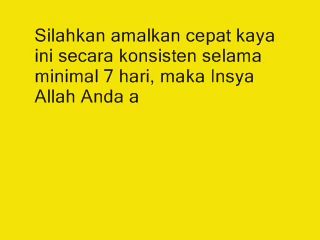 Silahkan amalkan cepat kaya
ini secara konsisten selama
minimal 7 hari, maka Insya
Allah Anda a